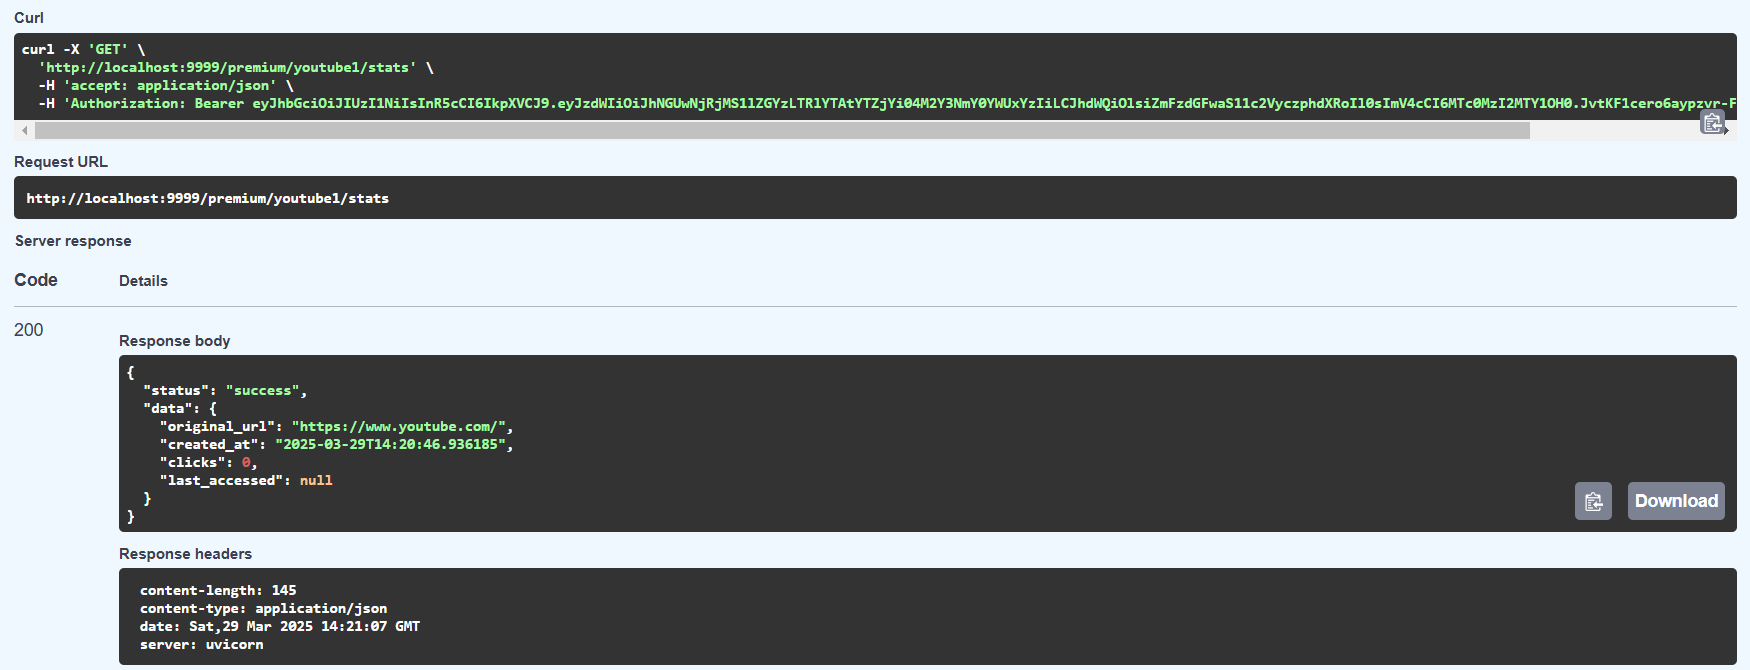 Curl
curl -X 'GET' \
'http://localhost:9999/premium/youtube1/stats' \
-H 'accept: application/json' \
-H 'Authorization: Bearer
Request URL
http://localhost:9999/premium/youtube1/stats
Server response
Code Details
200
Response body
{
"status": "success",
"data": {
"original_url": "https://www.youtube.com/",
"created_at": "2025-03-29T14:20:46.936185",
"clicks": 0,
"last_accessed": null
}
}
Download
Response headers
content-length: 145
content-type: application/json
date: Sat,29 Mar 2025 14:21:07 GMT
server: uvicorn